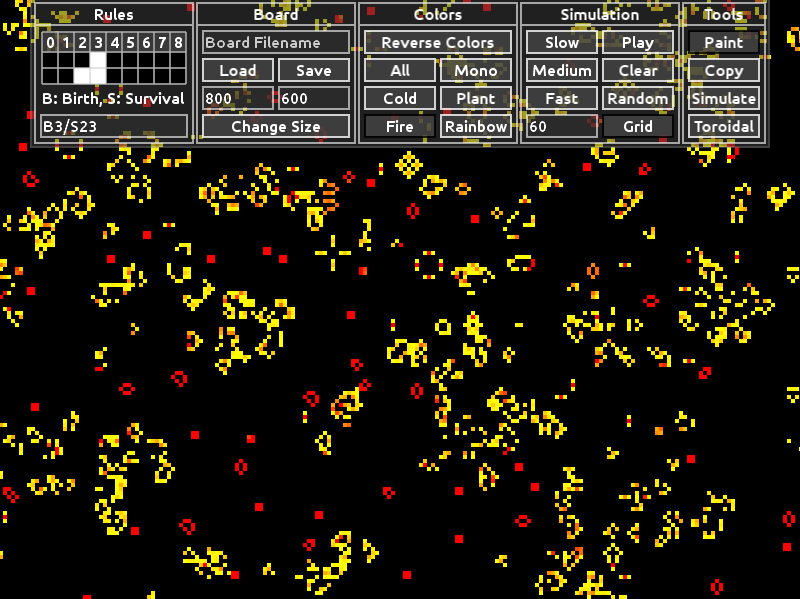 Rules Board Colors Simulation Tools
0 1 2 3 4 5 6 7 8 Board Filename Reverse Colors Slow Play Paint
Load Save All Mono Medium Clear Copy
B: Birth, S: Survival 800 600 Cold Plant Fast Random Simulate
B3/S23 Change Size Fire Rainbow 60 Grid Toroidal